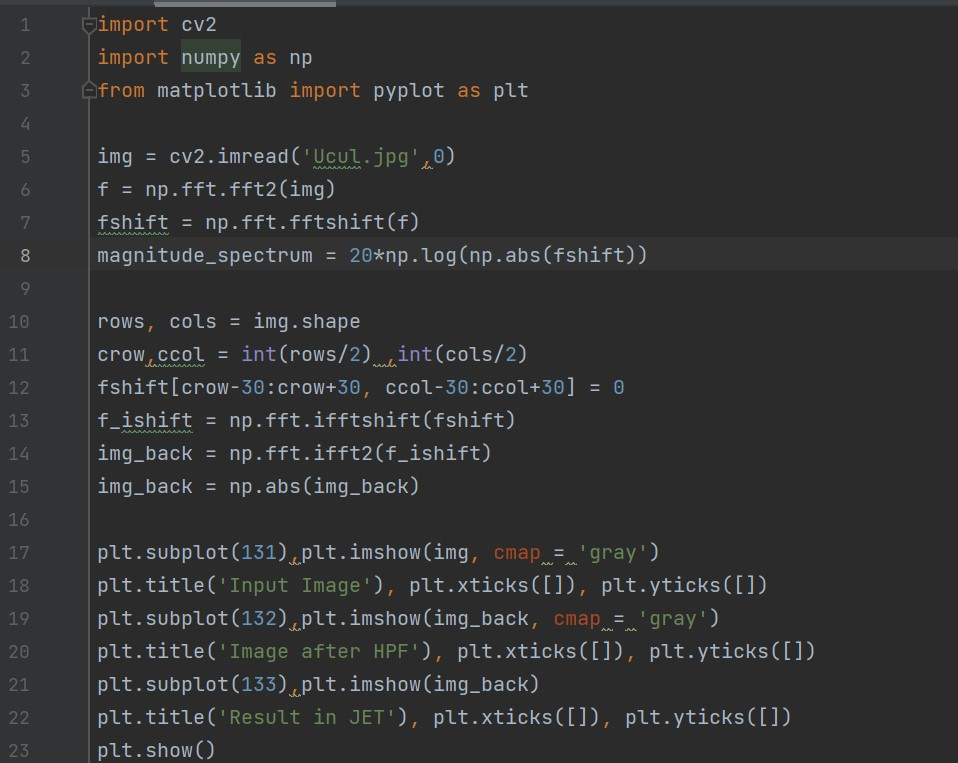 1 import cv2
2 import numpy as np
3 from matplotlib import pyplot as plt
4
5 img = cv2.imread('Ucul.jpg',0)
6 f = np.fft.fft2(img)
7 fshift = np.fft.fftshift(f)
8 magnitude_spectrum = 20*np.log(np.abs(fshift))
9
10 rows, cols = img.shape
11 crow,ccol = int(rows/2) ,int(cols/2)
12 fshift[crow-30:crow+30, ccol-30:ccol+30] = 0
13 f_ishift = np.fft.ifftshift(fshift)
14 img_back = np.fft.ifft2(f_ishift)
15 img_back = np.abs(img_back)
16
17 plt.subplot(131),plt.imshow(img, cmap = 'gray')
18 plt.title('Input Image'), plt.xticks([]), plt.yticks([])
19 plt.subplot(132),plt.imshow(img_back, cmap = 'gray')
20 plt.title('Image after HPF'), plt.xticks([]), plt.yticks([])
21 plt.subplot(133),plt.imshow(img_back)
22 plt.title('Result in JET'), plt.xticks([]), plt.yticks([])
23 plt.show()